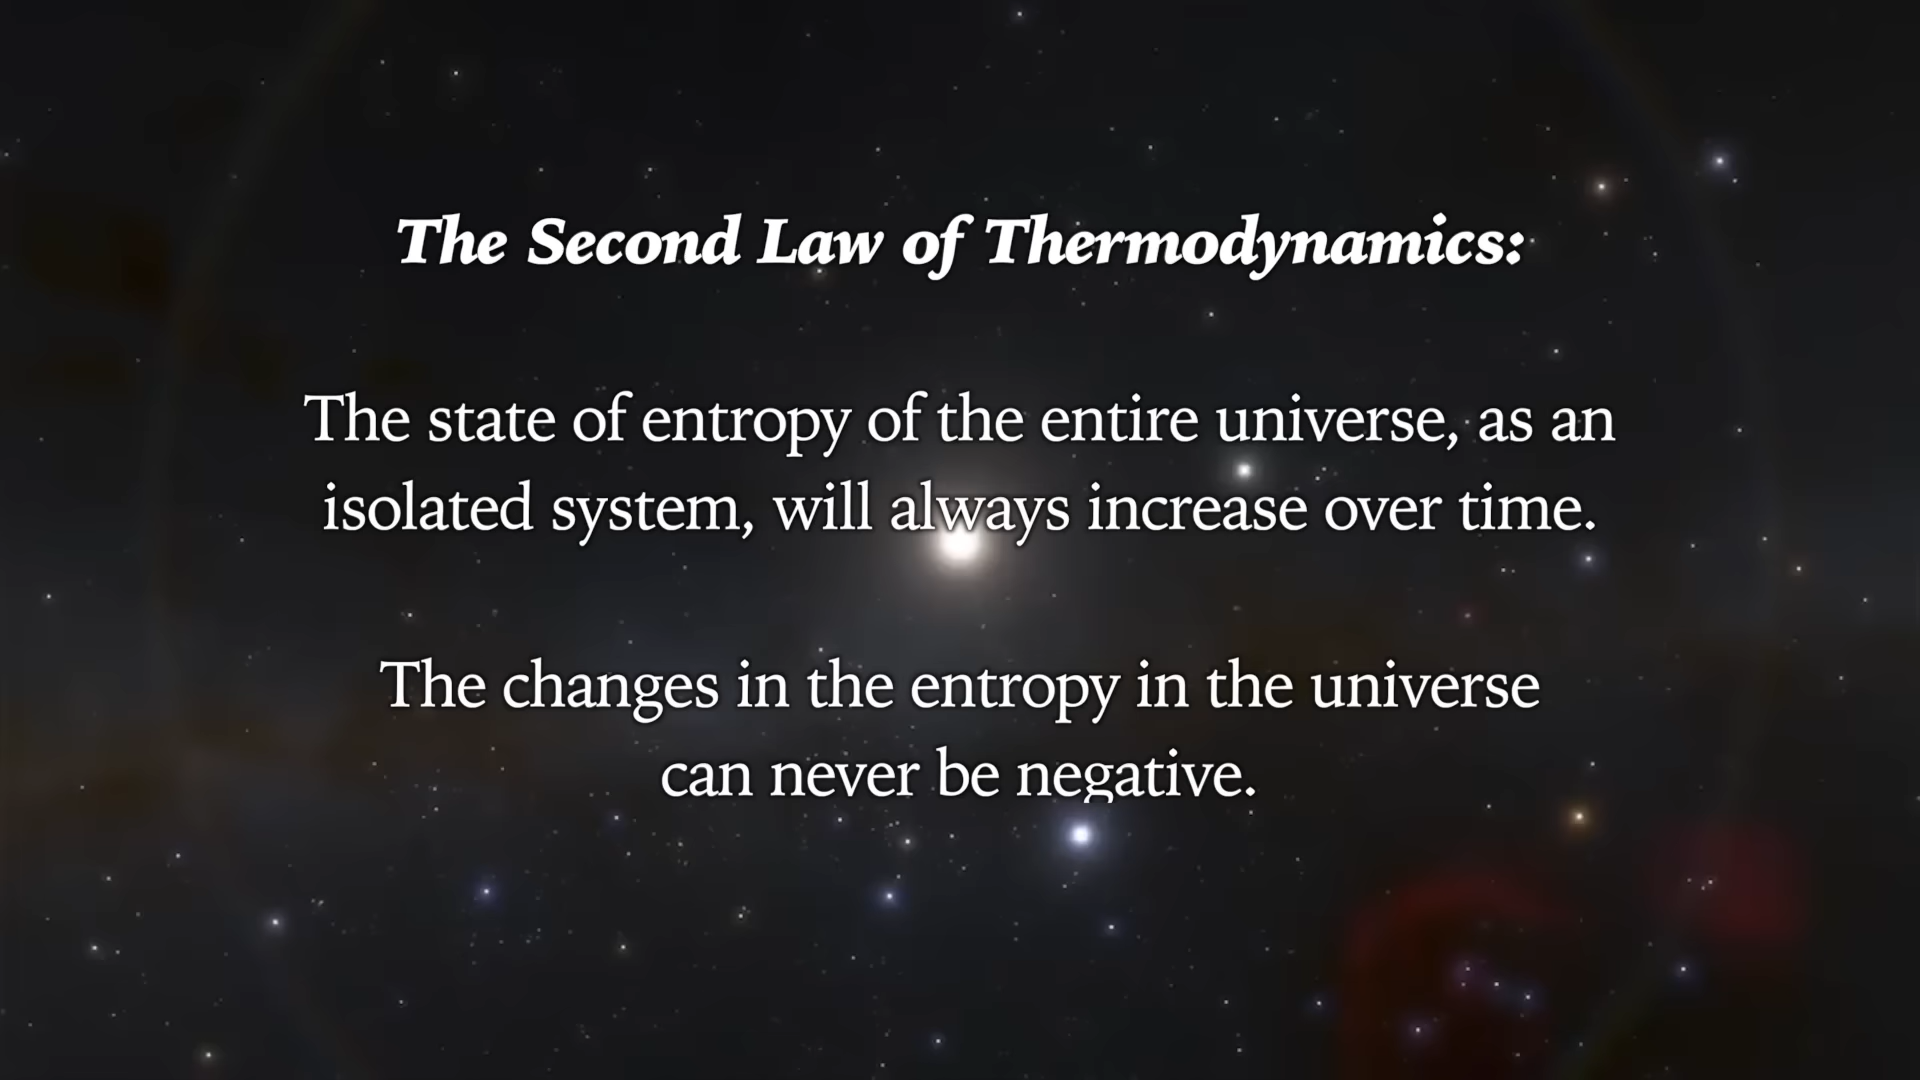 The Second Law of Thermodynamics:
The state of entropy of the entire universe, as an
isolated system, will always increase over time.
The changes in the entropy in the universe
can never be negative.